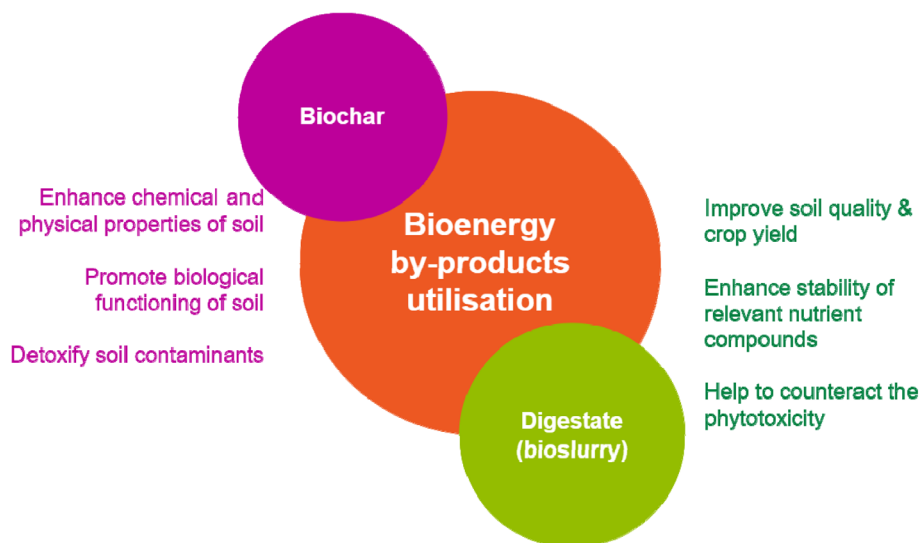 Biochar
Enhance chemical and
physical properties of soil
Promote biological
functioning of soil
Detoxify soil contaminants
Bioenergy
by-products
utilisation
Improve soil quality &
crop yield
Enhance stability of
relevant nutrient
compounds
Help to counteract the
phytotoxicity
Digestate
(bioslurry)